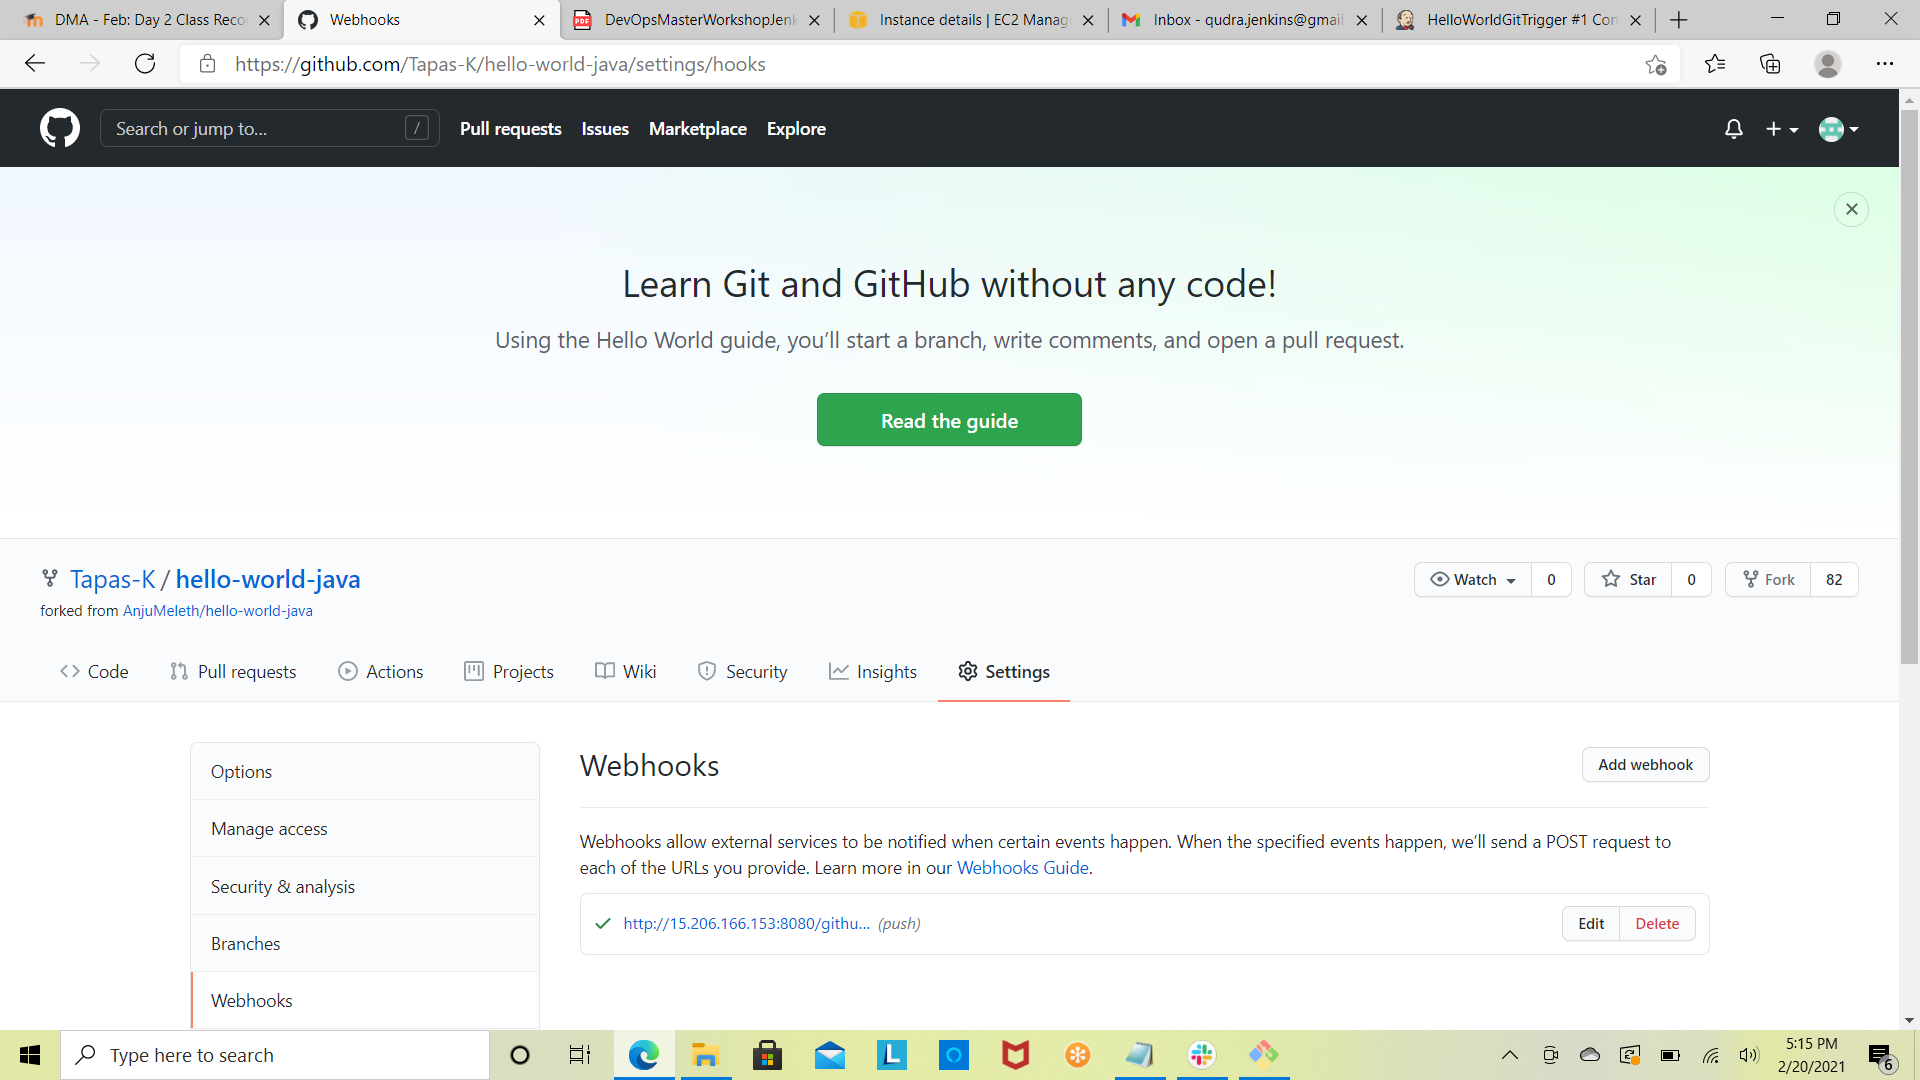 DMA - Feb: Day 2 Class Reco
Webhooks
DevOpsMasterWorkshopJenk
Instance details | EC2 Manag
Inbox - qudra.jenkins@gmail
HelloWorldGitTrigger #1 Con
https://github.com/Tapas-K/hello-world-java/settings/hooks
Search or jump to... /
Pull requests Issues Marketplace Explore
Learn Git and GitHub without any code!
Using the Hello World guide, you’ll start a branch, write comments, and open a pull request.
Read the guide
Tapas-K / hello-world-java
Watch 0 Star 0 Fork 82
forked from AnjuMeleth/hello-world-java
Code Pull requests Actions Projects Wiki Security Insights Settings
Options
Manage access
Security & analysis
Branches
Webhooks
Webhooks
Add webhook
Webhooks allow external services to be notified when certain events happen. When the specified events happen, we’ll send a POST request to
each of the URLs you provide. Learn more in our Webhooks Guide.
http://15.206.166.153:8080/githu... (push)
Edit Delete
Type here to search
5:15 PM
2/20/2021
6